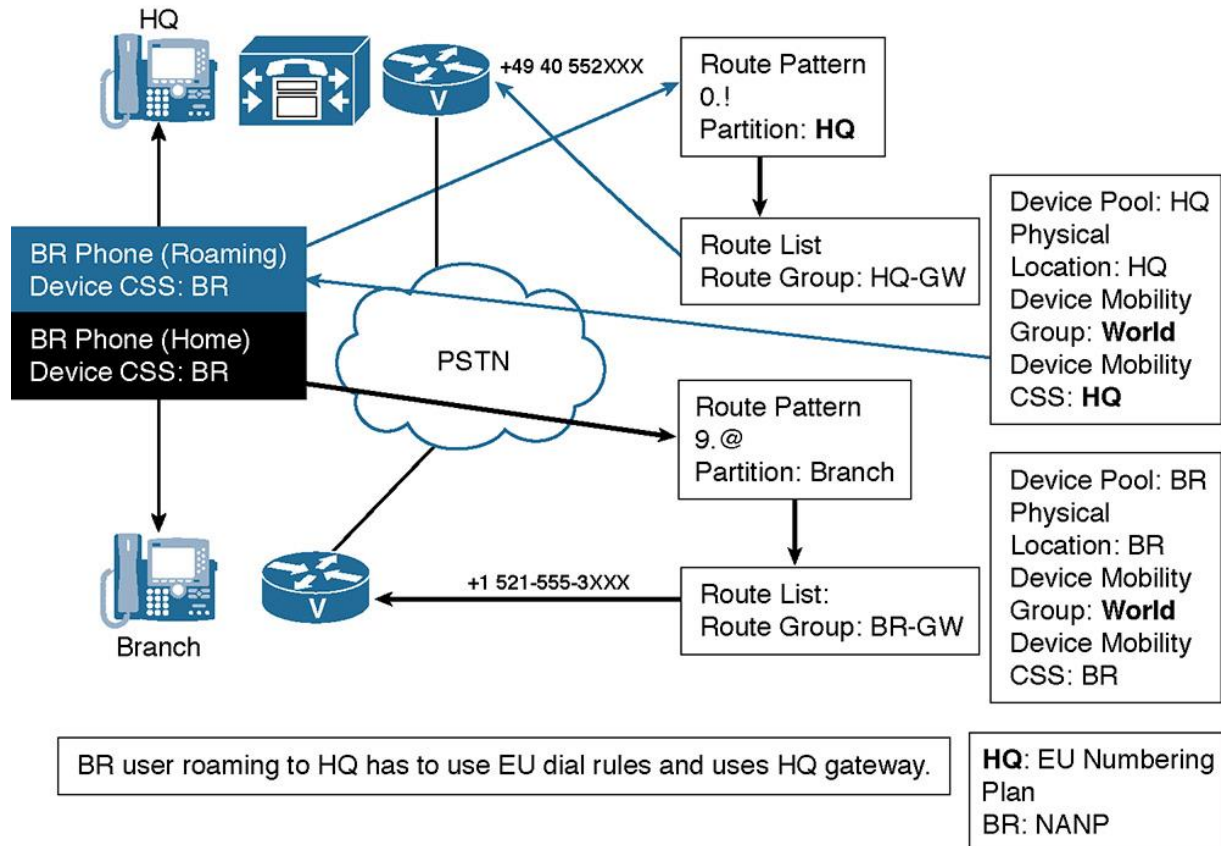 HQ
V
+49 40 552XXX
Route Pattern
0.!
Partition: HQ
Route List
Route Group: HQ-GW
Device Pool: HQ
Physical
Location: HQ
Device Mobility
Group: World
Device Mobility
CSS: HQ
BR Phone (Roaming)
Device CSS: BR
BR Phone (Home)
Device CSS: BR
PSTN
Route Pattern
9.@
Partition: Branch
Route List:
Route Group: BR-GW
Device Pool: BR
Physical
Location: BR
Device Mobility
Group: World
Device Mobility
CSS: BR
+1 521-555-3XXX
V
Branch
BR user roaming to HQ has to use EU dial rules and uses HQ gateway.
HQ: EU Numbering
Plan
BR: NANP